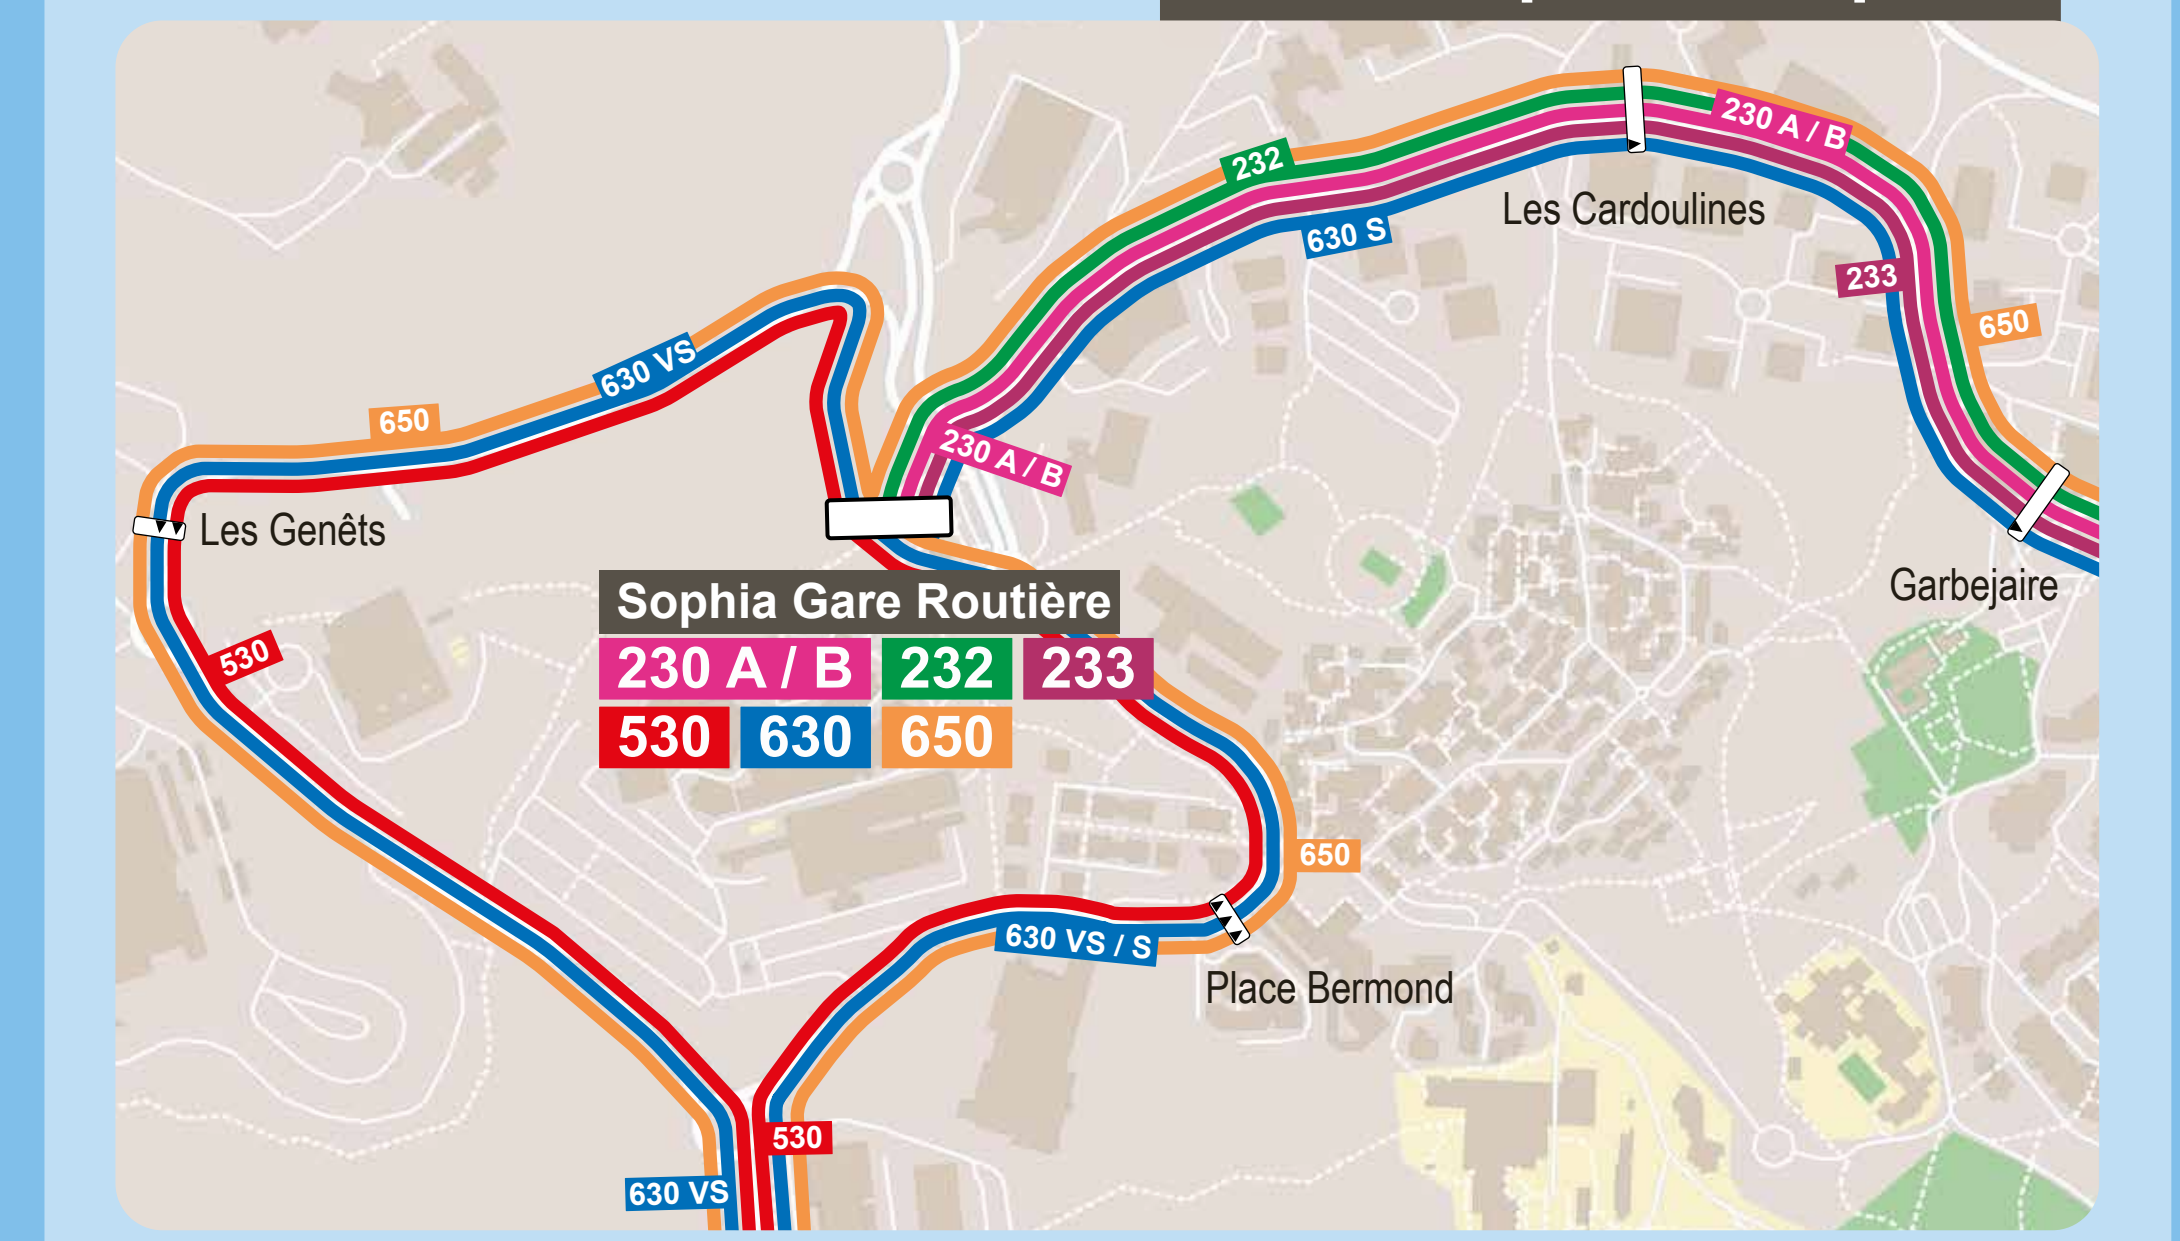 230 A / B
232
Les Cardoulines
630 S
233
650
630 VS
650
230 A / B
Les Genêts
Garbejaire
Sophia Gare Routière
230 A / B 232 233
530 630 650
530
650
630 VS / S
Place Bermond
530
630 VS